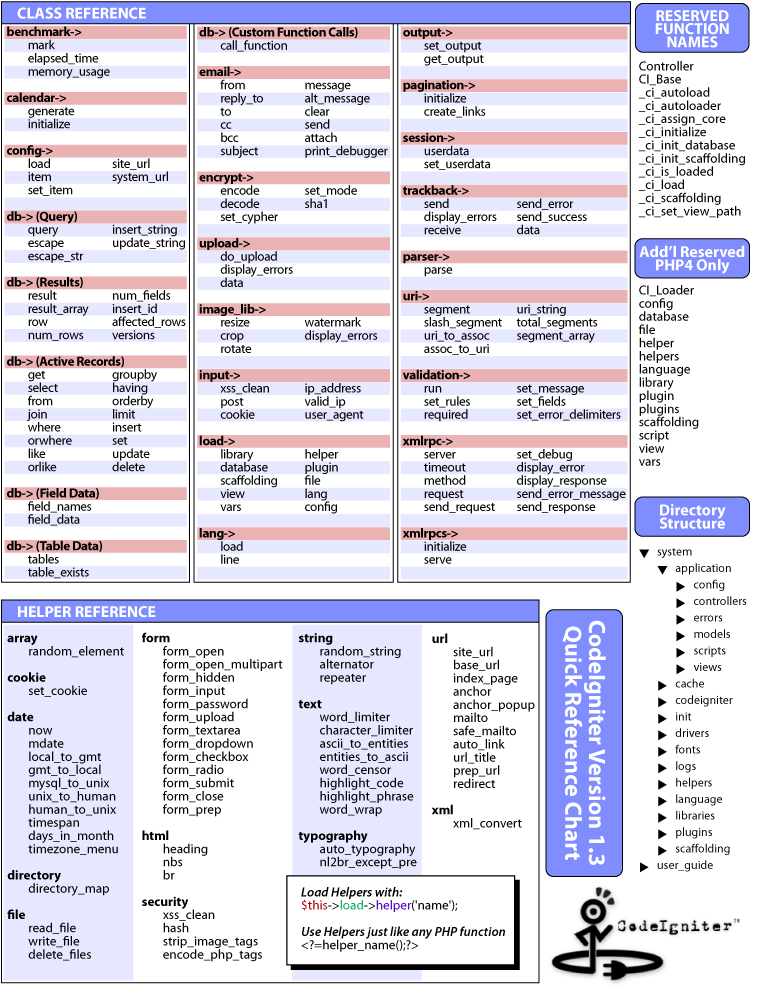 CLASS REFERENCE
benchmark->
mark
elapsed_time
memory_usage
calendar->
generate
initialize
config->
load site_url
item system_url
set_item
db-> (Query)
query insert_string
escape update_string
escape_str
db-> (Results)
result num_fields
result_array insert_id
row affected_rows
num_rows versions
db-> (Active Records)
get groupby
select having
from orderby
join limit
where insert
orwhere set
like update
orlike delete
db-> (Field Data)
field_names
field_data
db-> (Table Data)
tables
table_exists
db-> (Custom Function Calls)
call_function
email->
from message
reply_to alt_message
to clear
cc send
bcc attach
subject print_debugger
encrypt->
encode set_mode
decode sha1
set_cypher
upload->
do_upload
display_errors
data
image_lib->
resize watermark
crop display_errors
rotate
input->
xss_clean ip_address
post valid_ip
cookie user_agent
load->
library helper
database plugin
scaffolding file
view lang
vars config
lang->
load
line
output->
set_output
get_output
pagination->
initialize
create_links
session->
userdata
set_userdata
trackback->
send send_error
display_errors send_success
receive data
parser->
parse
uri->
segment uri_string
slash_segment total_segments
uri_to_assoc segment_array
assoc_to_uri
validation->
run set_message
set_rules set_fields
required set_error_delimiters
xmlrpc->
server set_debug
timeout display_error
method display_response
request send_error_message
send_request send_response
xmlrpcs->
initialize
serve
RESERVED
FUNCTION
NAMES
Controller
CI_Base
_ci_autoload
_ci_autoloader
_ci_assign_core
_ci_initialize
_ci_init_database
_ci_init_scaffolding
_ci_is_loaded
_ci_load
_ci_scaffolding
_ci_set_view_path
Add'l Reserved
PHP4 Only
CI_Loader
config
database
file
helper
helpers
language
library
plugin
plugins
scaffolding
script
view
vars
Directory
Structure
system
application
config
controllers
errors
models
scripts
views
cache
codeigniter
init
drivers
fonts
logs
helpers
language
libraries
plugins
scaffolding
user_guide
HELPER REFERENCE
array
random_element
cookie
set_cookie
date
now
mdate
local_to_gmt
gmt_to_local
mysql_to_unix
unix_to_human
human_to_unix
timespan
days_in_month
timezone_menu
directory
directory_map
file
read_file
write_file
delete_files
form
form_open
form_open_multipart
form_hidden
form_input
form_password
form_upload
form_textarea
form_dropdown
form_checkbox
form_radio
form_submit
form_close
form_prep
html
heading
nbs
br
security
xss_clean
hash
strip_image_tags
encode_php_tags
string
random_string
alternator
repeater
text
word_limiter
character_limiter
ascii_to_entities
entities_to_ascii
word_censor
highlight_code
highlight_phrase
word_wrap
typography
auto_typography
nl2br_except_pre
url
site_url
base_url
index_page
anchor
anchor_popup
mailto
safe_mailto
auto_link
url_title
prep_url
redirect
xml
xml_convert
Load Helpers with:
$this->load->helper('name');
Use Helpers just like any PHP function
<?=helper_name();?>
CodeIgniter Version 1.3
Quick Reference Chart
CodeIgniter™